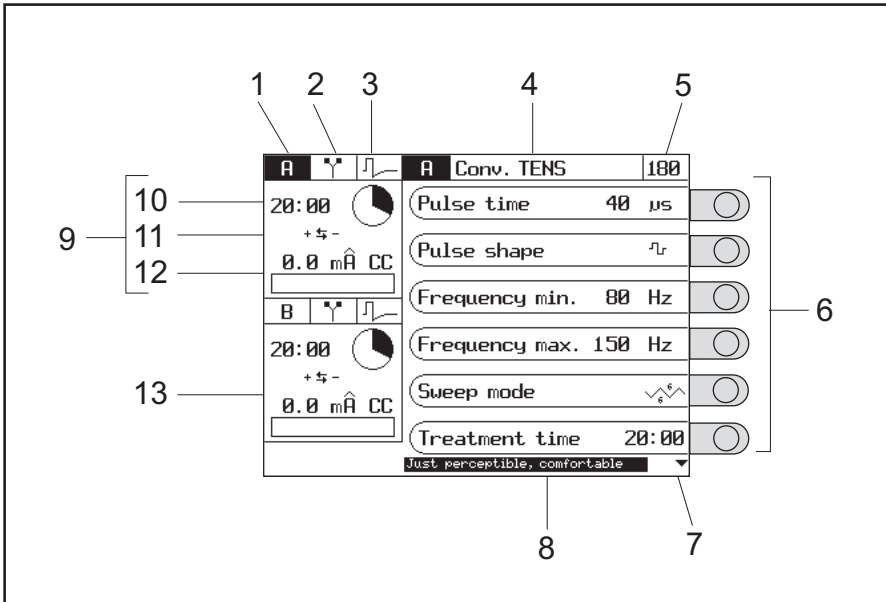 1 2 3 4 5
A A Conv. TENS 180
10 20:00 Pulse time 40 µs
9 11 + ⇆ - Pulse shape
12 0.0 mÂ CC
B Frequency min. 80 Hz 6
20:00 Frequency max. 150 Hz
+ ⇆ -
13 0.0 mÂ CC Sweep mode 6 6
Treatment time 20:00
Just perceptible, comfortable
8 7